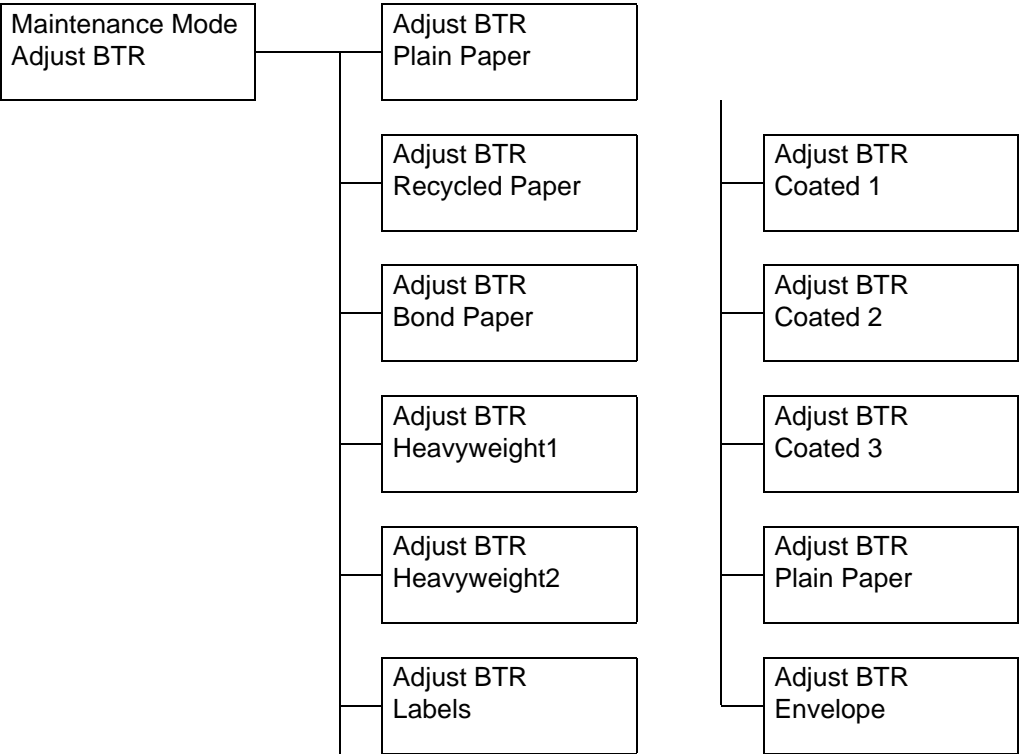 Maintenance Mode
Adjust BTR
Adjust BTR
Plain Paper
Adjust BTR
Recycled Paper
Adjust BTR
Bond Paper
Adjust BTR
Heavyweight1
Adjust BTR
Heavyweight2
Adjust BTR
Labels
Adjust BTR
Coated 1
Adjust BTR
Coated 2
Adjust BTR
Coated 3
Adjust BTR
Plain Paper
Adjust BTR
Envelope